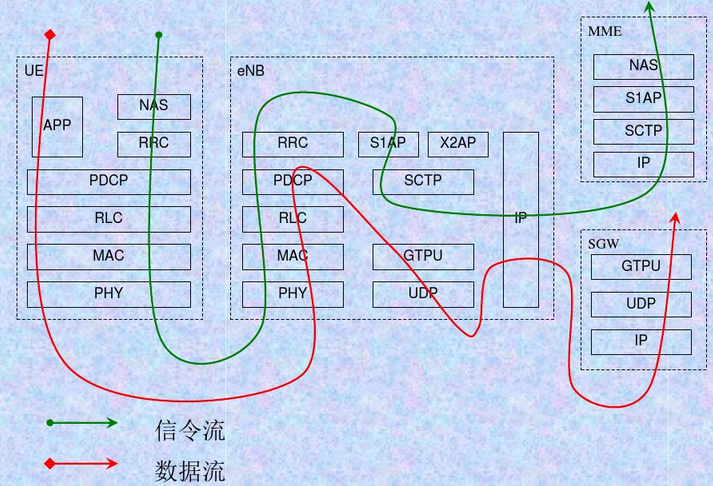 UE
APP
NAS
RRC
PDCP
RLC
MAC
PHY
eNB
RRC
PDCP
RLC
MAC
PHY
S1AP
X2AP
SCTP
GTPU
UDP
IP
MME
NAS
S1AP
SCTP
IP
SGW
GTPU
UDP
IP
信令流
数据流